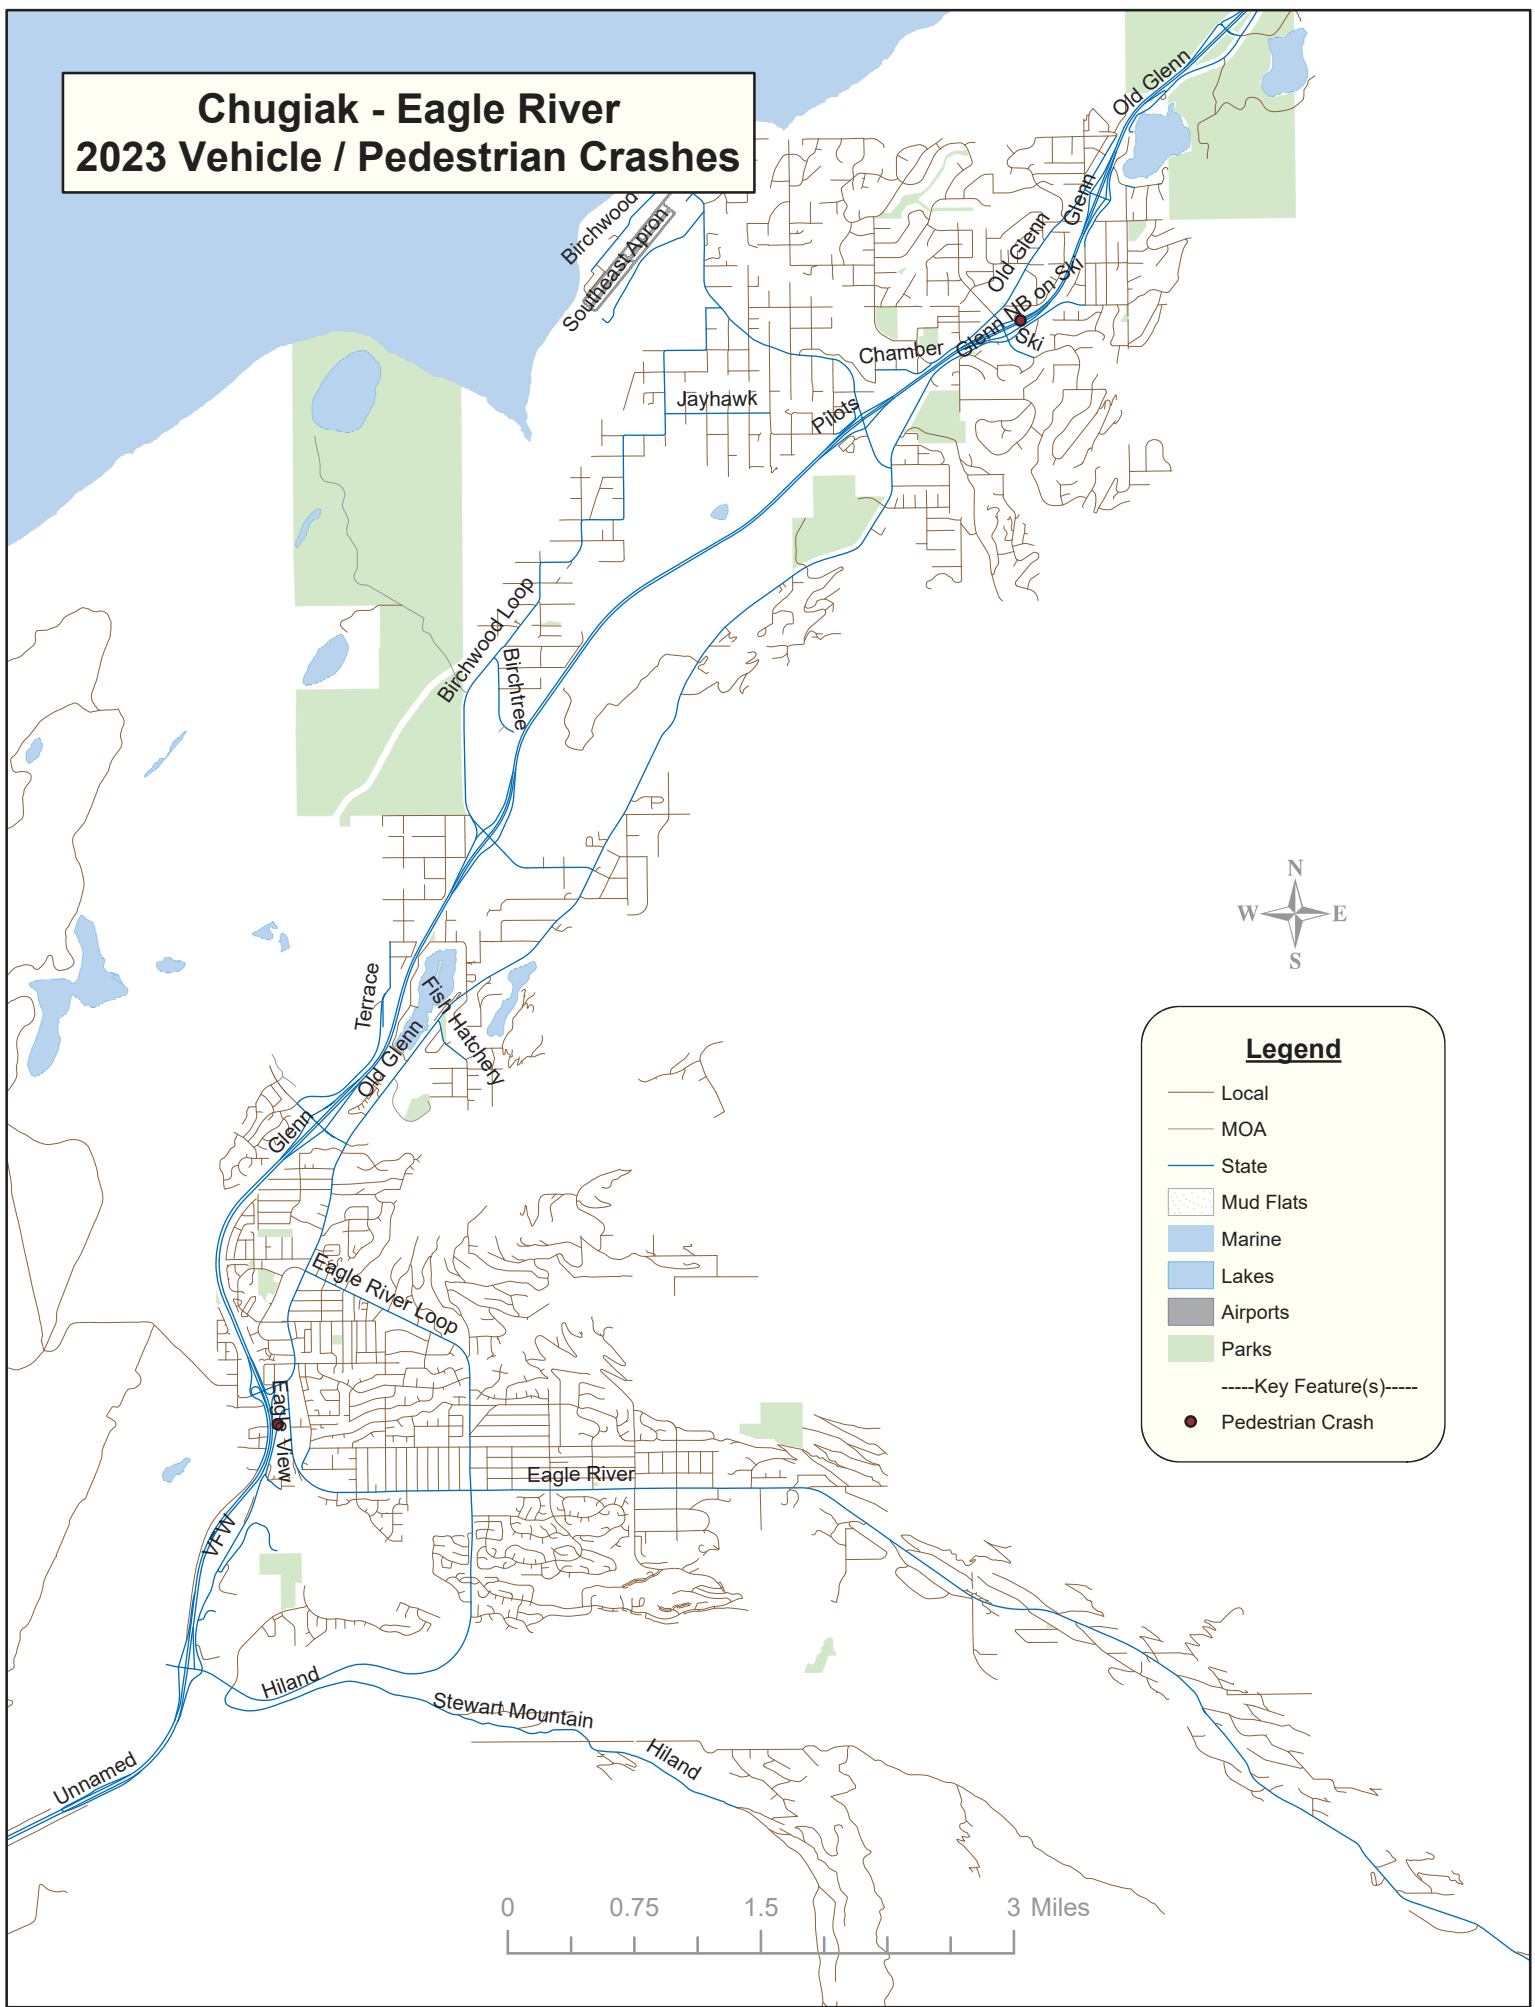 Chugiak - Eagle River
2023 Vehicle / Pedestrian Crashes
Old Glenn
Birchwood
Southeast Apron
Glenn
Old Glenn
Glenn NB on Ski
Ski
Chamber
Jayhawk
Pilots
Birchwood Loop
Birchtree
N
W
E
S
Terrace
Fish Hatchery
Old Glenn
Glenn
Legend
Local
MOA
State
Mud Flats
Marine
Lakes
Airports
Parks
-----Key Feature(s)-----
Pedestrian Crash
Eagle River Loop
Eagle View
Eagle River
VFW
Hiland
Stewart Mountain
Hiland
Unnamed
0 0.75 1.5 3 Miles